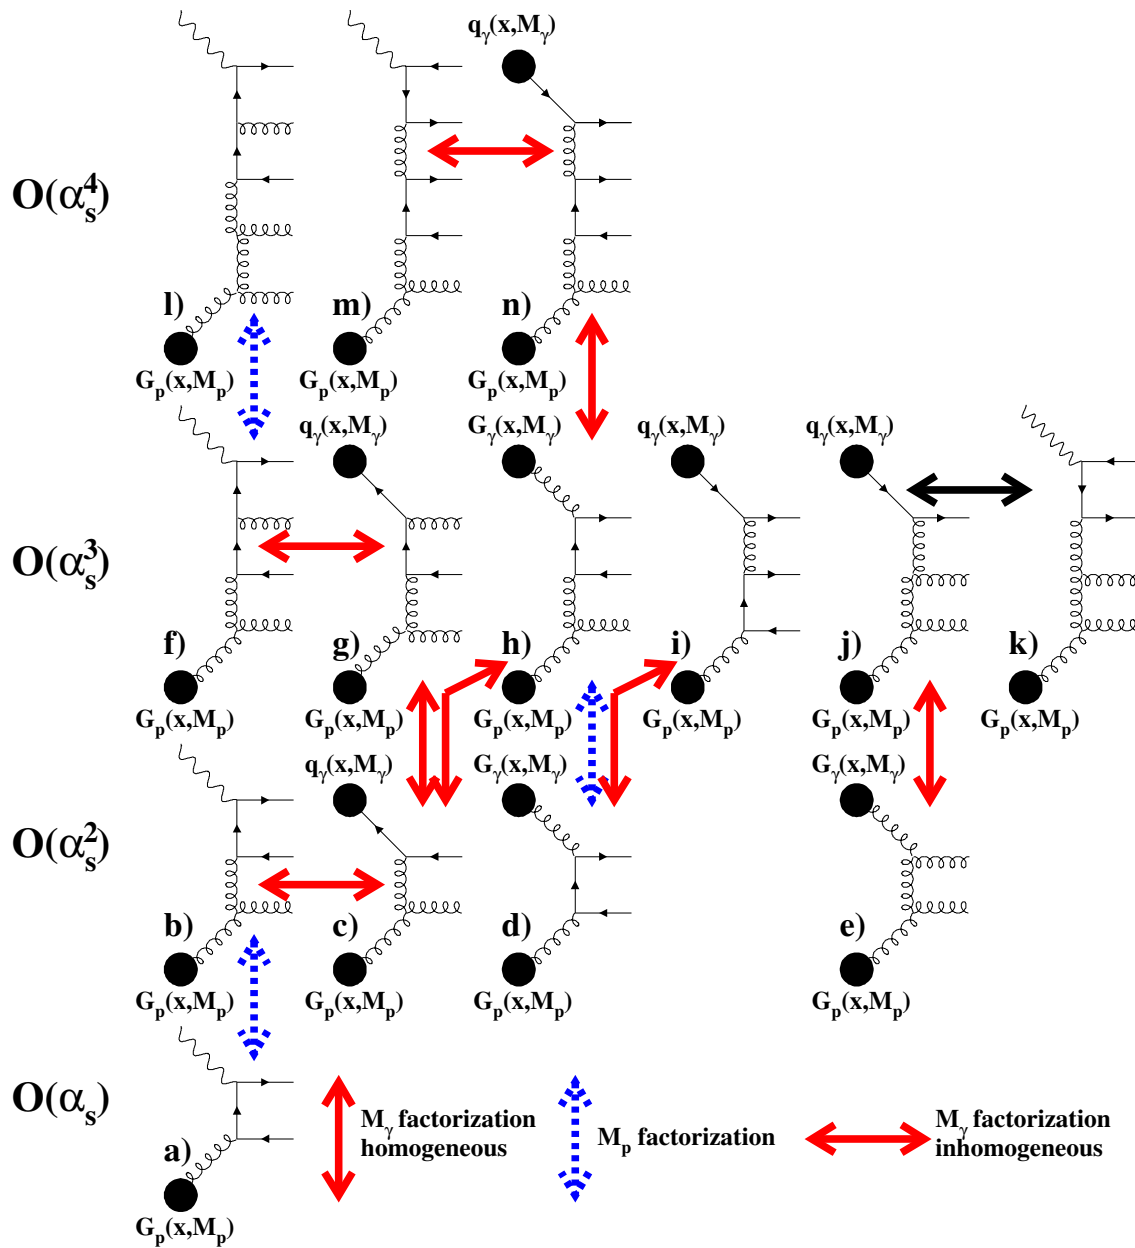 q_γ(x,M_γ)
O(α_s^4)
l) m) n)
G_p(x,M_p) G_p(x,M_p) G_p(x,M_p)
q_γ(x,M_γ) G_γ(x,M_γ) q_γ(x,M_γ) q_γ(x,M_γ)
O(α_s^3)
f) g) h) i) j) k)
G_p(x,M_p) G_p(x,M_p) G_p(x,M_p) G_p(x,M_p) G_p(x,M_p) G_p(x,M_p)
q_γ(x,M_γ) G_γ(x,M_γ) G_γ(x,M_γ)
O(α_s^2)
b) c) d) e)
G_p(x,M_p) G_p(x,M_p) G_p(x,M_p) G_p(x,M_p)
O(α_s)
a)
G_p(x,M_p)
M_γ factorization
homogeneous
M_p factorization
M_γ factorization
inhomogeneous